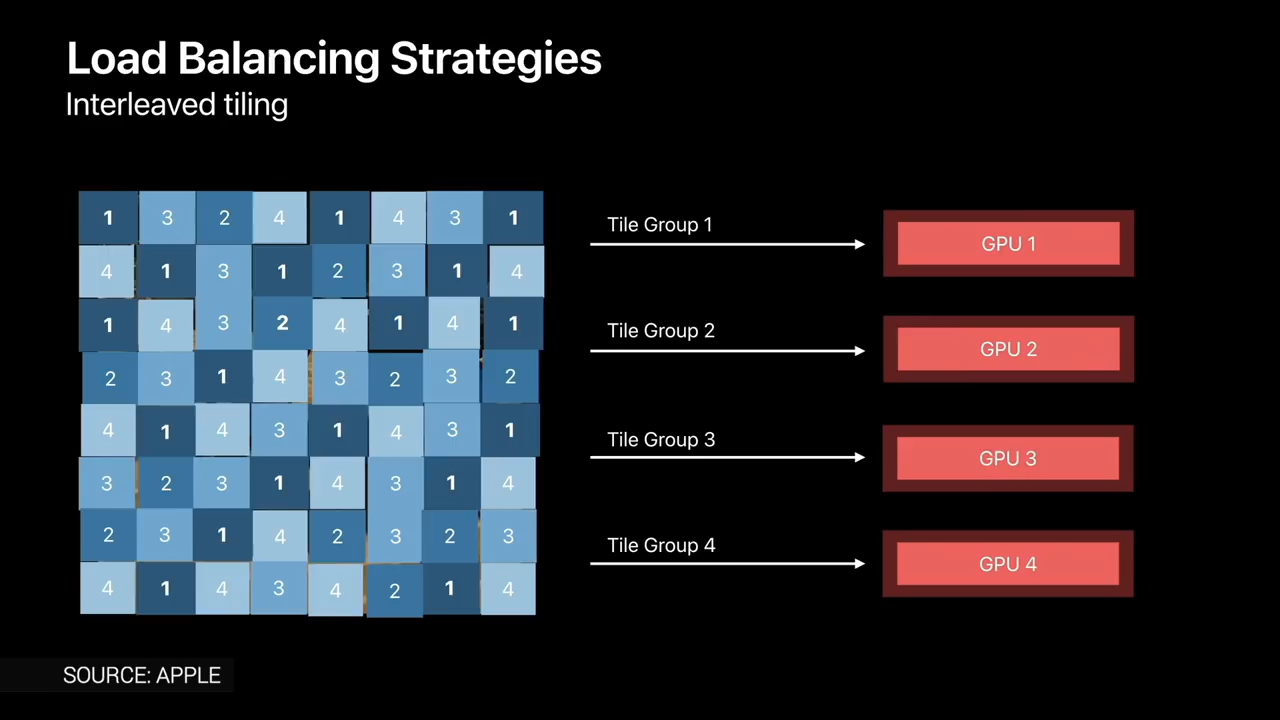 Load Balancing Strategies
Interleaved tiling
1 3 2 4 1 4 3 1
4 1 3 1 2 3 1 4
1 4 3 2 4 1 4 1
2 3 1 4 3 2 3 2
4 1 4 3 1 4 3 1
3 2 3 1 4 3 1 4
2 3 1 4 2 3 2 3
4 1 4 3 4 2 1 4
Tile Group 1
GPU 1
Tile Group 2
GPU 2
Tile Group 3
GPU 3
Tile Group 4
GPU 4
SOURCE: APPLE